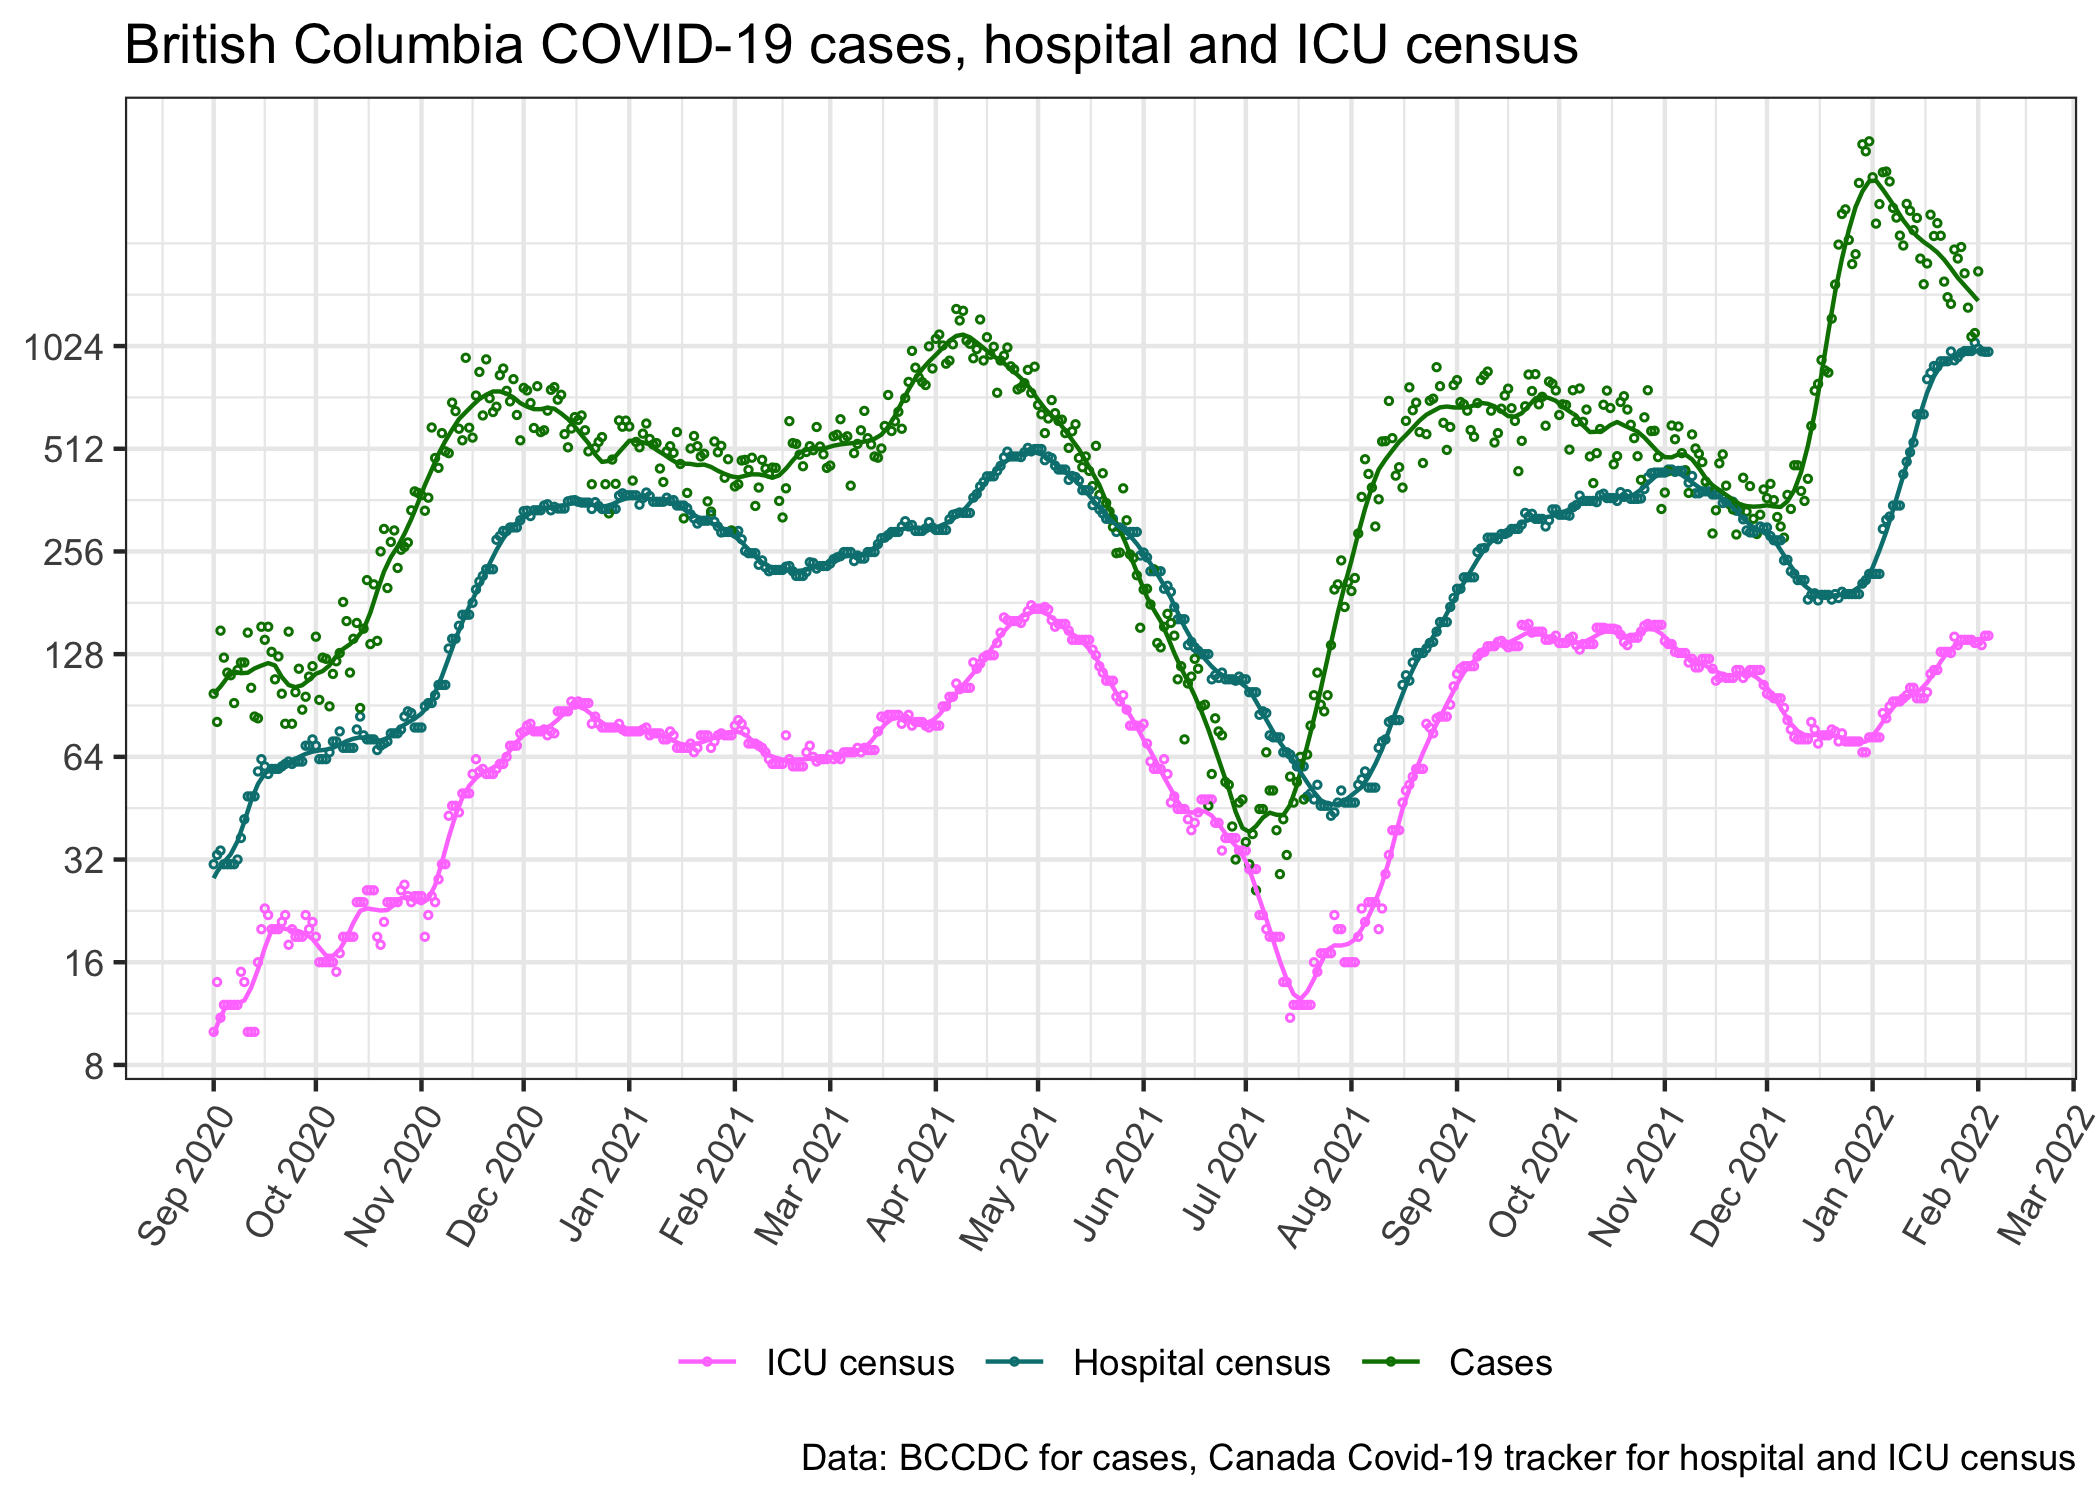 British Columbia COVID-19 cases, hospital and ICU census
1024
512
256
128
64
32
16
8
Sep 2020
Oct 2020
Nov 2020
Dec 2020
Jan 2021
Feb 2021
Mar 2021
Apr 2021
May 2021
Jun 2021
Jul 2021
Aug 2021
Sep 2021
Oct 2021
Nov 2021
Dec 2021
Jan 2022
Feb 2022
Mar 2022
ICU census Hospital census Cases
Data: BCCDC for cases, Canada Covid-19 tracker for hospital and ICU census